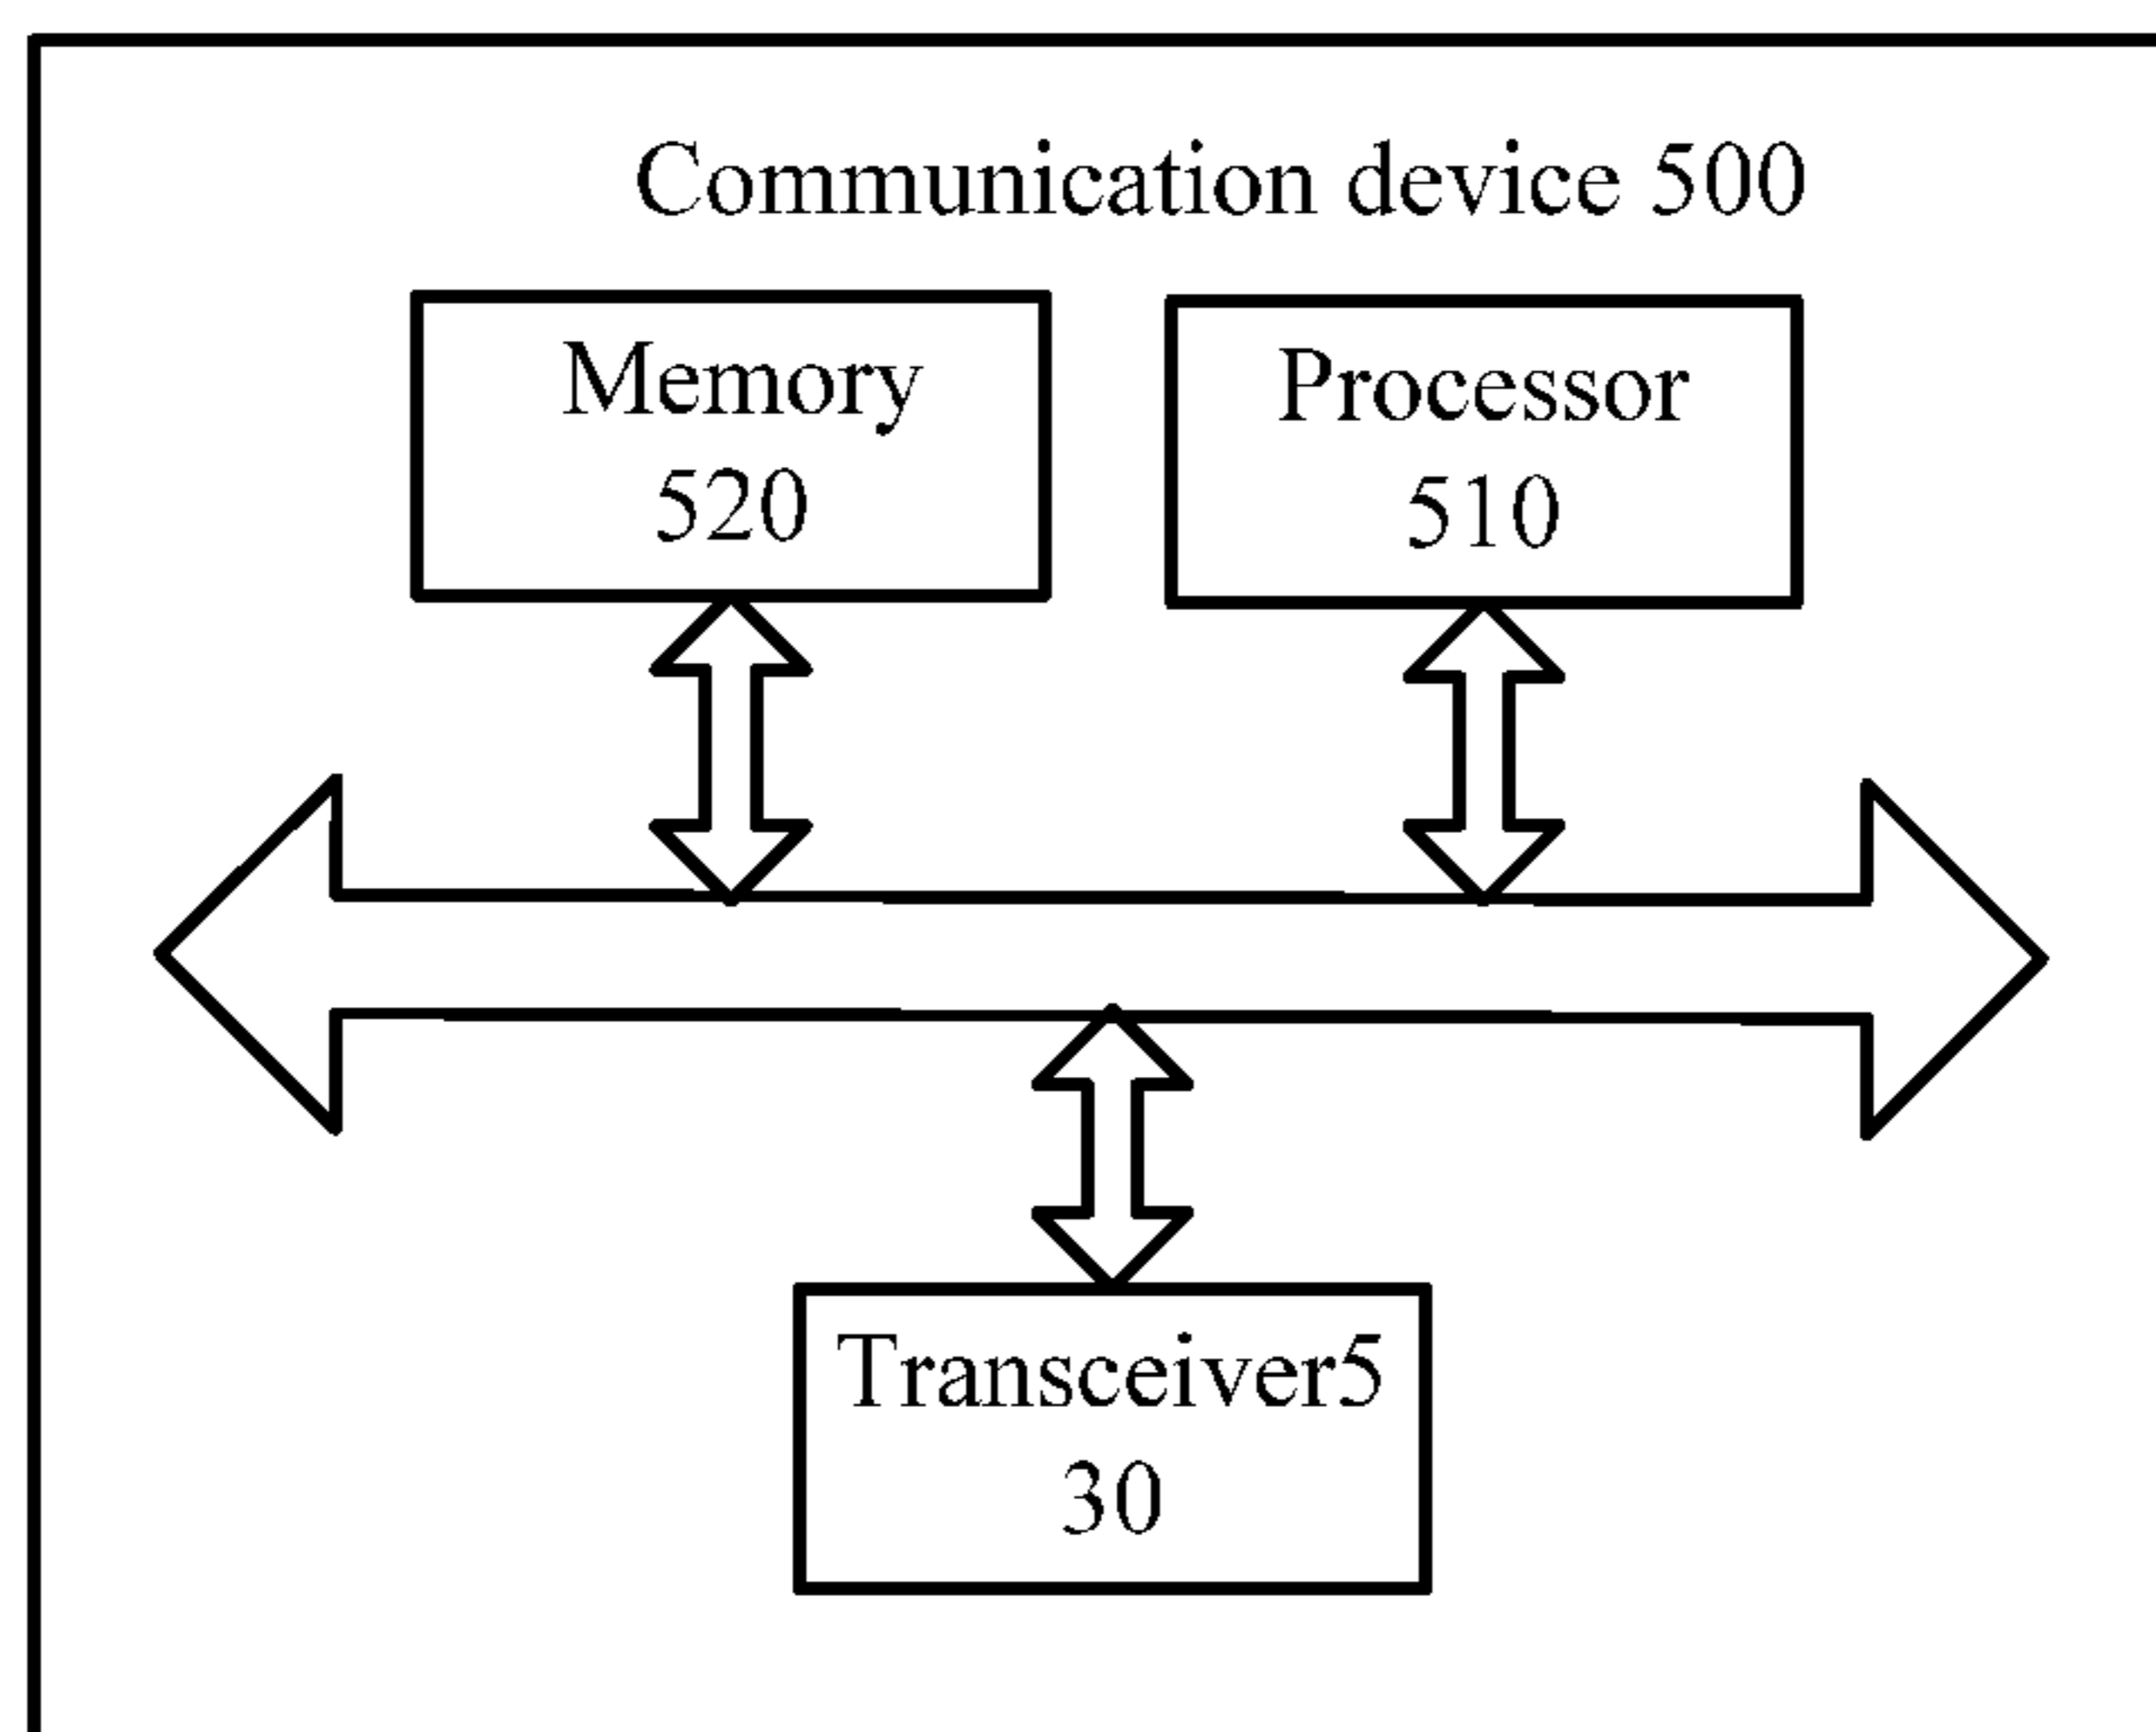 Communication device 500
Memory
520
Processor
510
Transceiver5
30